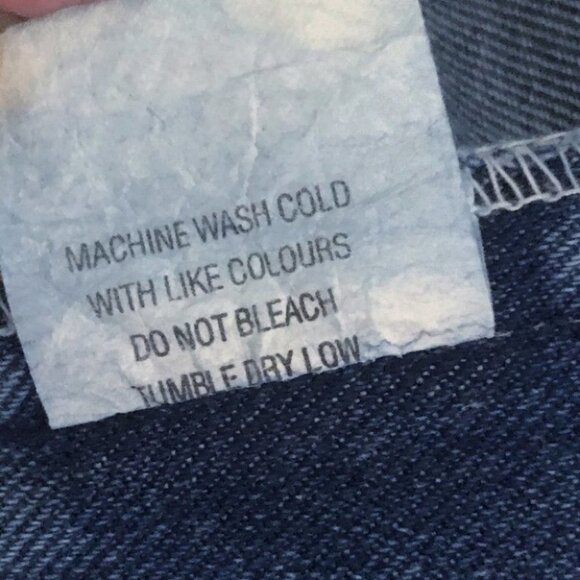 MACHINE WASH COLD
WITH LIKE COLOURS
DO NOT BLEACH
TUMBLE DRY LOW